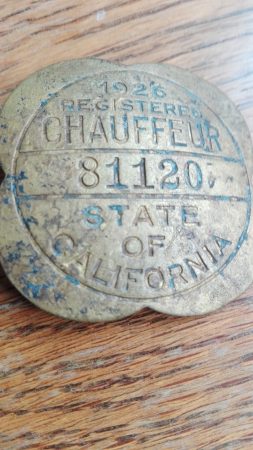 1926
REGISTERED
CHAUFFEUR
81120
STATE
OF
CALIFORNIA